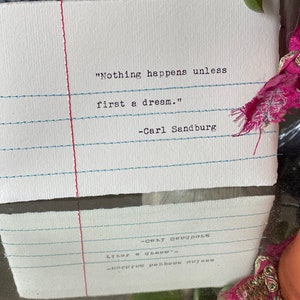 "Nothing happens unless
first a dream."
-Carl Sandburg